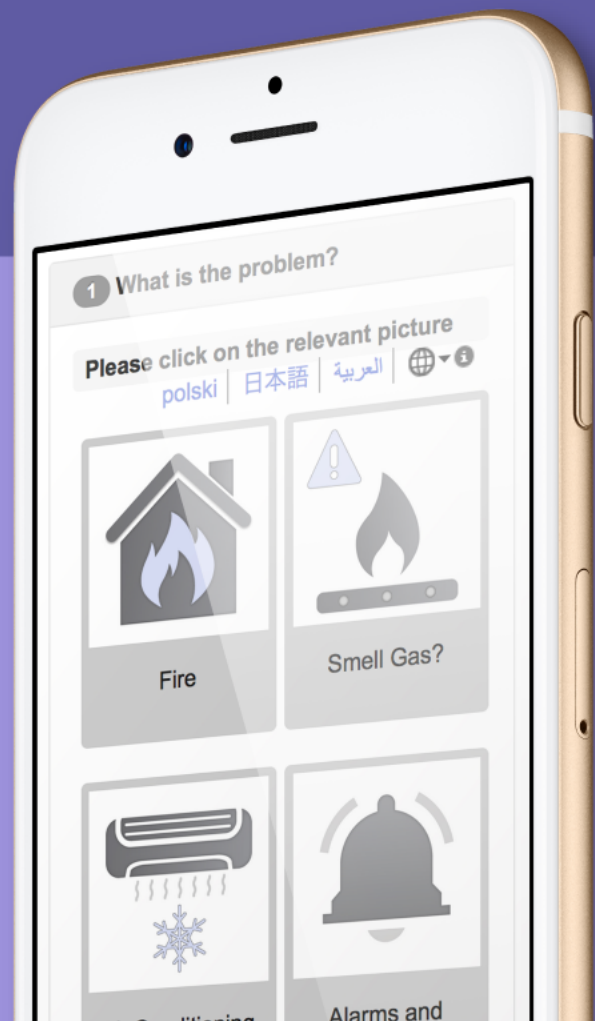 1 What is the problem?
Please click on the relevant picture
polski | 日本語 | العربية |
Fire
Smell Gas?
Conditioning
Alarms and